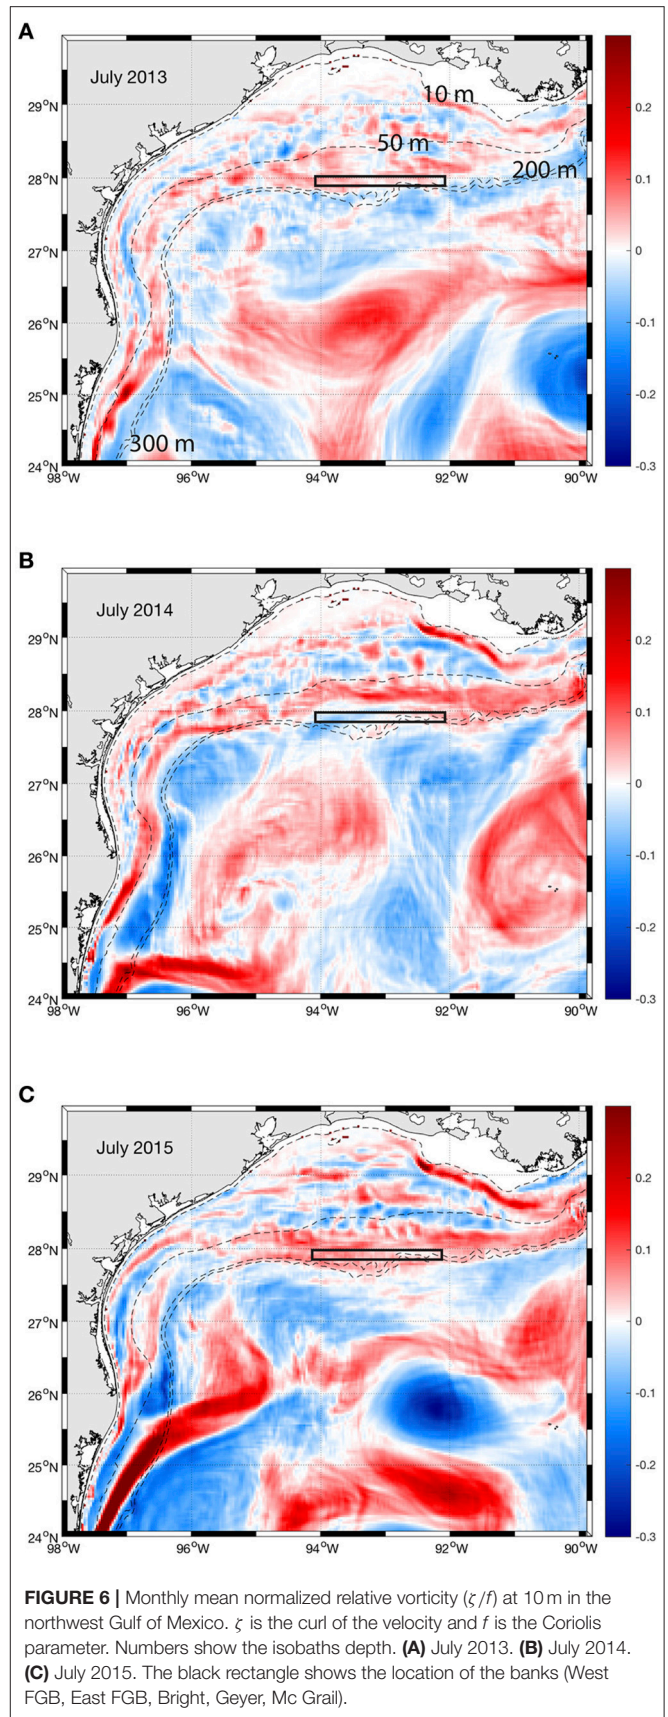 A
July 2013
10 m
50 m
200 m
300 m
29°N
28°N
27°N
26°N
25°N
24°N
98°W 96°W 94°W 92°W 90°W
0.2
0.1
0
-0.1
-0.2
-0.3
B
July 2014
29°N
28°N
27°N
26°N
25°N
24°N
98°W 96°W 94°W 92°W 90°W
0.2
0.1
0
-0.1
-0.2
-0.3
C
July 2015
29°N
28°N
27°N
26°N
25°N
24°N
98°W 96°W 94°W 92°W 90°W
0.2
0.1
0
-0.1
-0.2
-0.3
FIGURE 6 | Monthly mean normalized relative vorticity (ζ/f) at 10 m in the
northwest Gulf of Mexico. ζ is the curl of the velocity and f is the Coriolis
parameter. Numbers show the isobaths depth. (A) July 2013. (B) July 2014.
(C) July 2015. The black rectangle shows the location of the banks (West
FGB, East FGB, Bright, Geyer, Mc Grail).